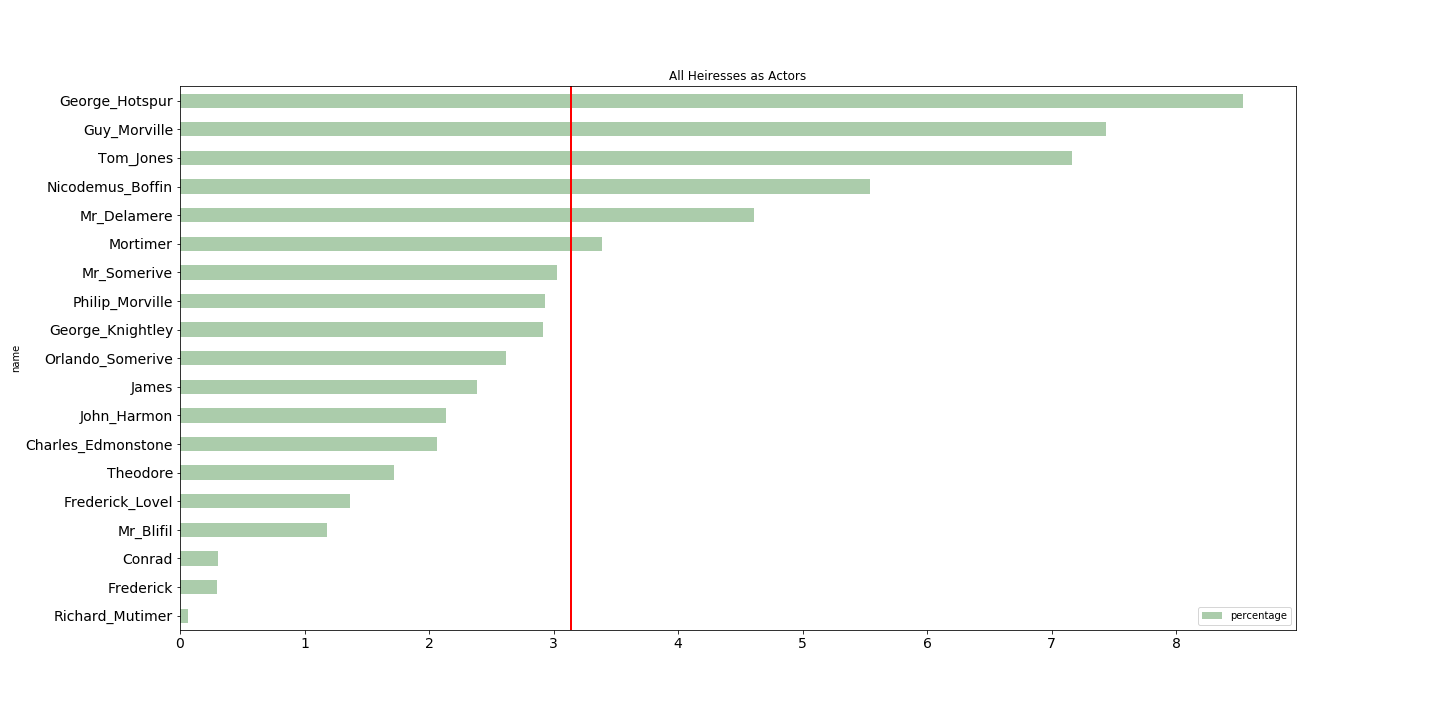 All Heiresses as Actors
George_Hotspur
Guy_Morville
Tom_Jones
Nicodemus_Boffin
Mr_Delamere
Mortimer
Mr_Somerive
Philip_Morville
George_Knightley
Orlando_Somerive
James
John_Harmon
Charles_Edmonstone
Theodore
Frederick_Lovel
Mr_Blifil
Conrad
Frederick
Richard_Mutimer
name
percentage
0 1 2 3 4 5 6 7 8